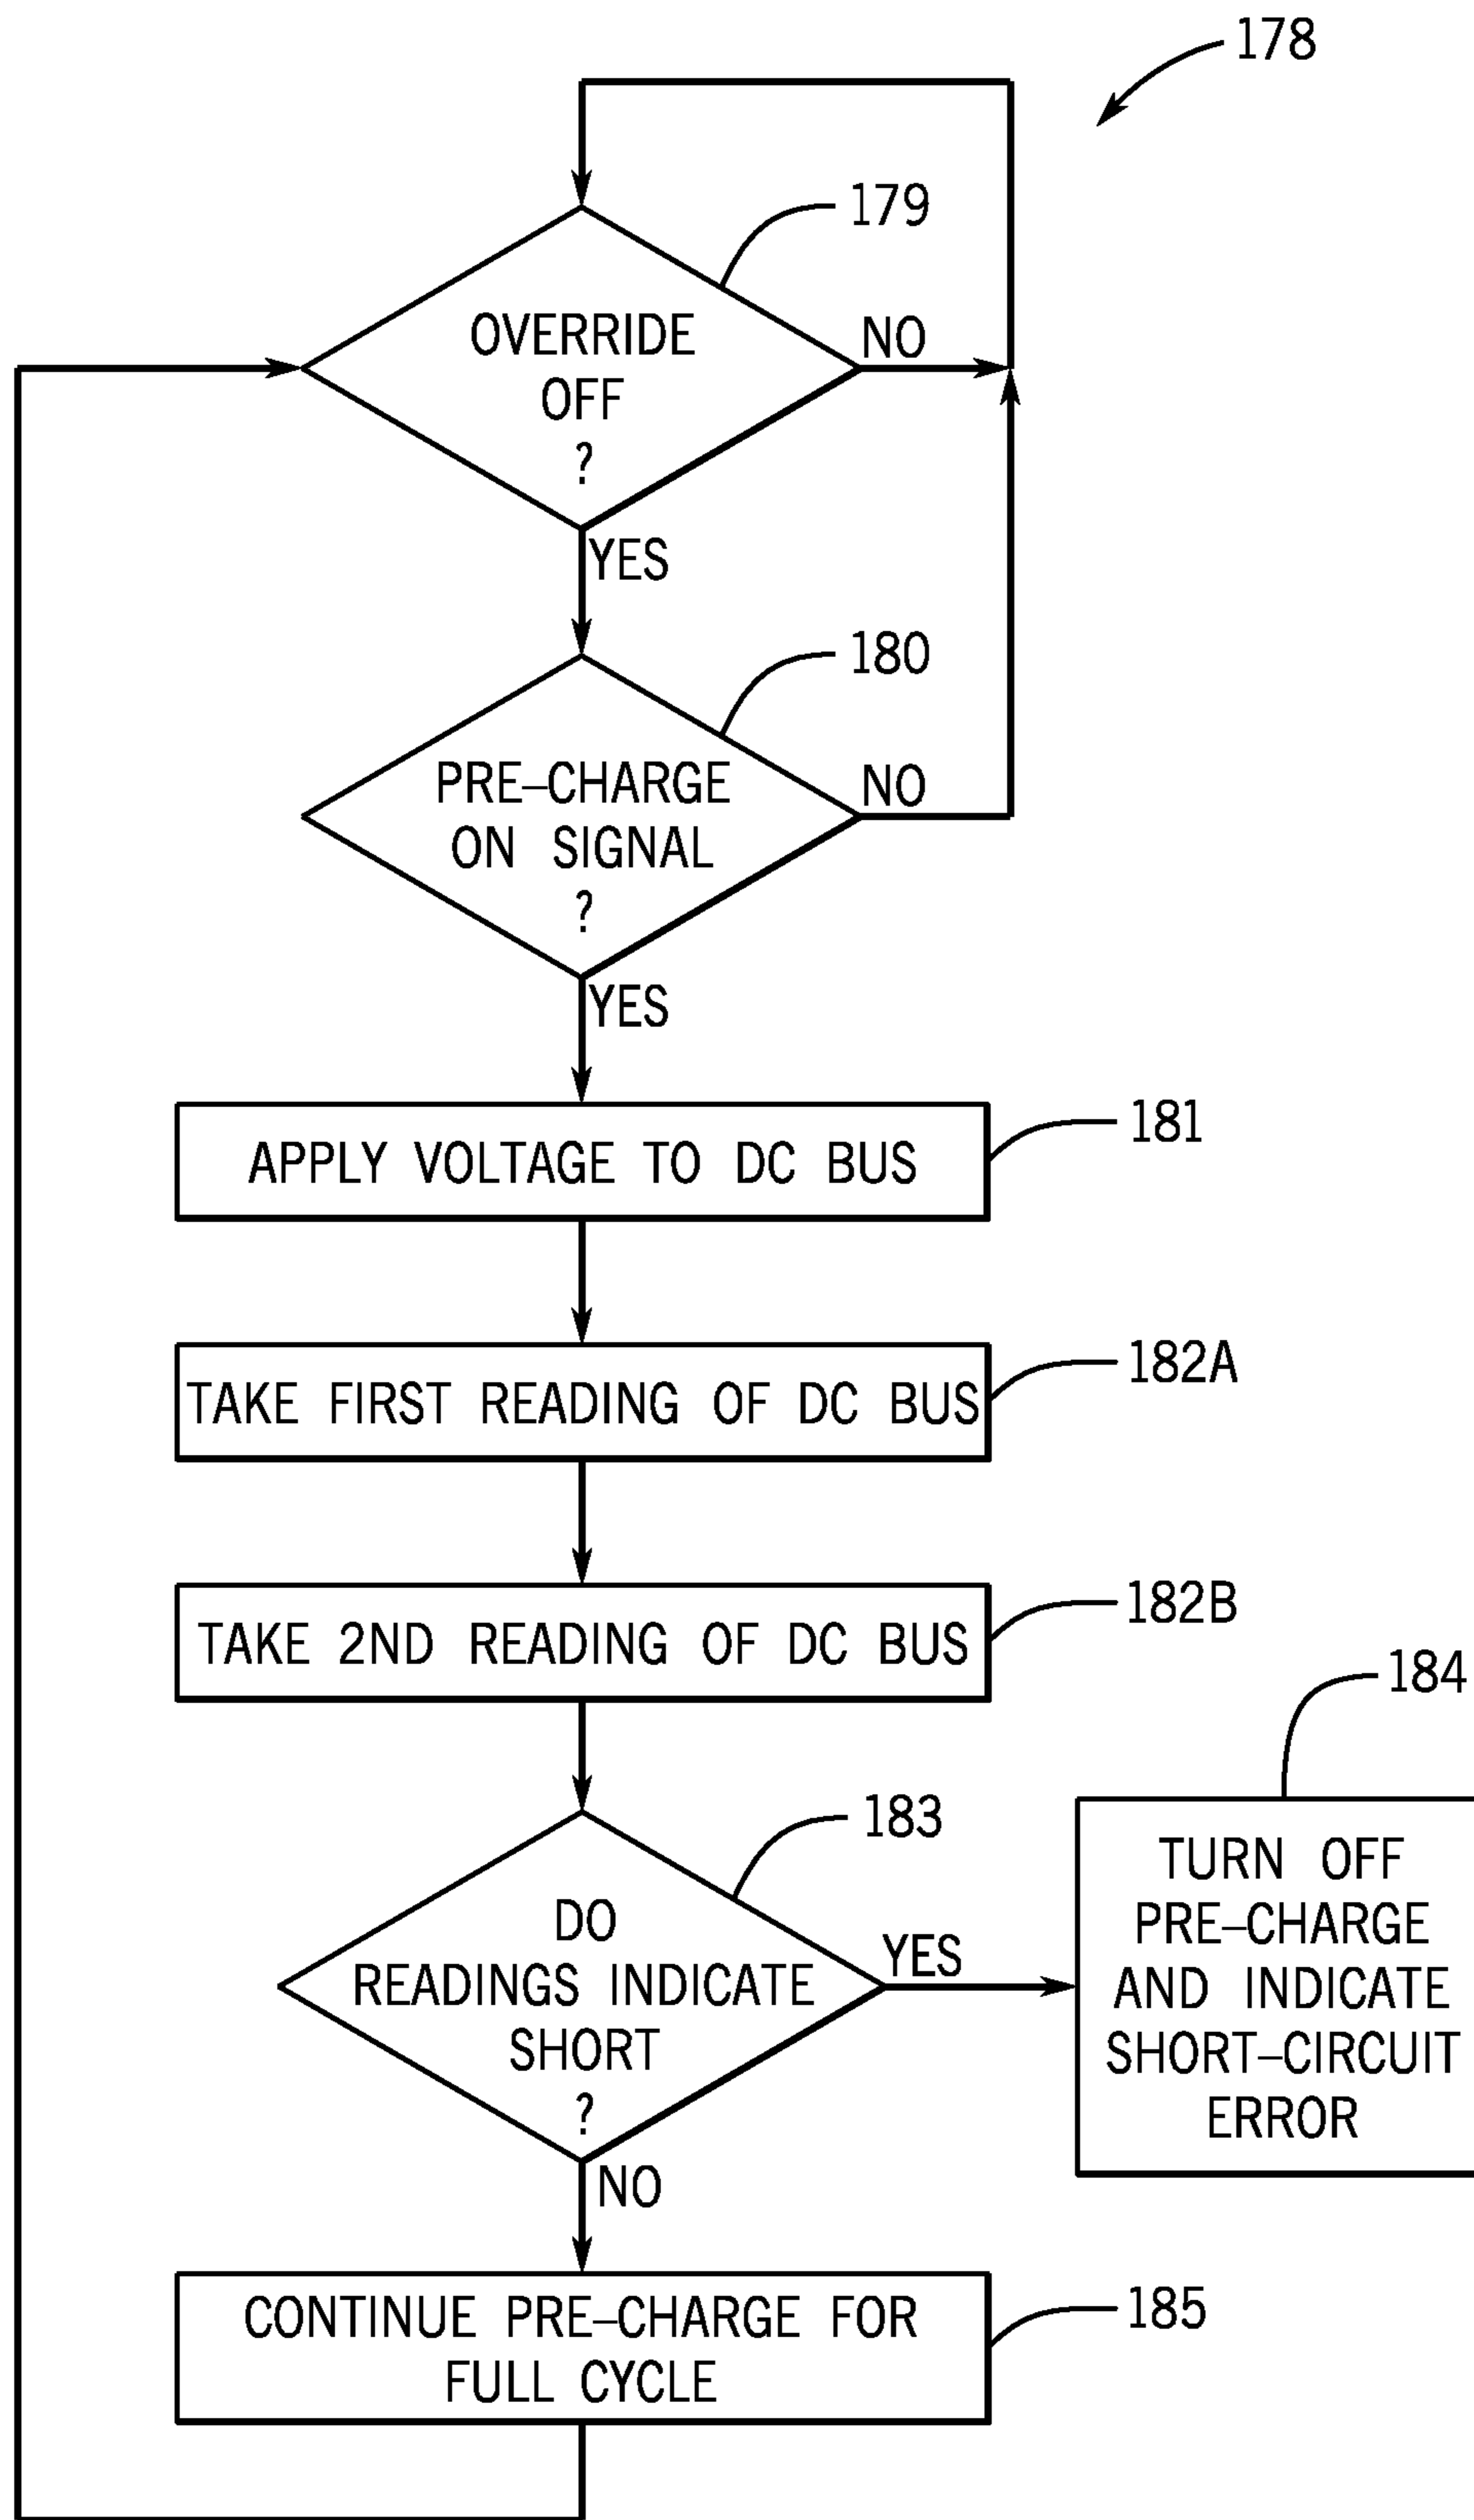 178
179
OVERRIDE
OFF
?
NO
YES
180
PRE-CHARGE
ON SIGNAL
?
NO
YES
181
APPLY VOLTAGE TO DC BUS
182A
TAKE FIRST READING OF DC BUS
182B
TAKE 2ND READING OF DC BUS
183
DO
READINGS INDICATE
SHORT
?
YES
184
TURN OFF
PRE-CHARGE
AND INDICATE
SHORT-CIRCUIT
ERROR
NO
185
CONTINUE PRE-CHARGE FOR
FULL CYCLE